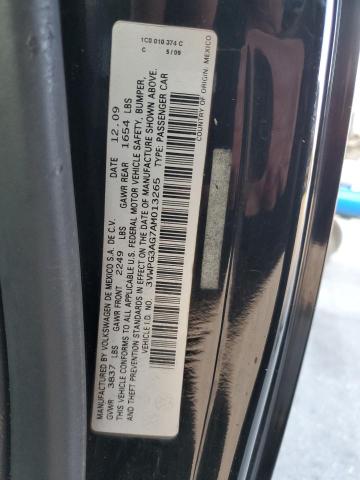 MANUFACTURED BY VOLKSWAGEN DE MEXICO S.A. DE C.V. DATE 12.09
GVWR 3837 LBS GAWR FRONT 2249 LBS GAWR REAR 1654 LBS
THIS VEHICLE CONFORMS TO ALL APPLICABLE U.S. FEDERAL MOTOR VEHICLE SAFETY, BUMPER,
AND THEFT PREVENTION STANDARDS IN EFFECT ON THE DATE OF MANUFACTURE SHOWN ABOVE.
VEHICLE I.D. NO.: 3VWPG3AG7AM013265 TYPE: PASSENGER CAR
1C0 010 374 C
C 5/09
COUNTRY OF ORIGIN: MEXICO